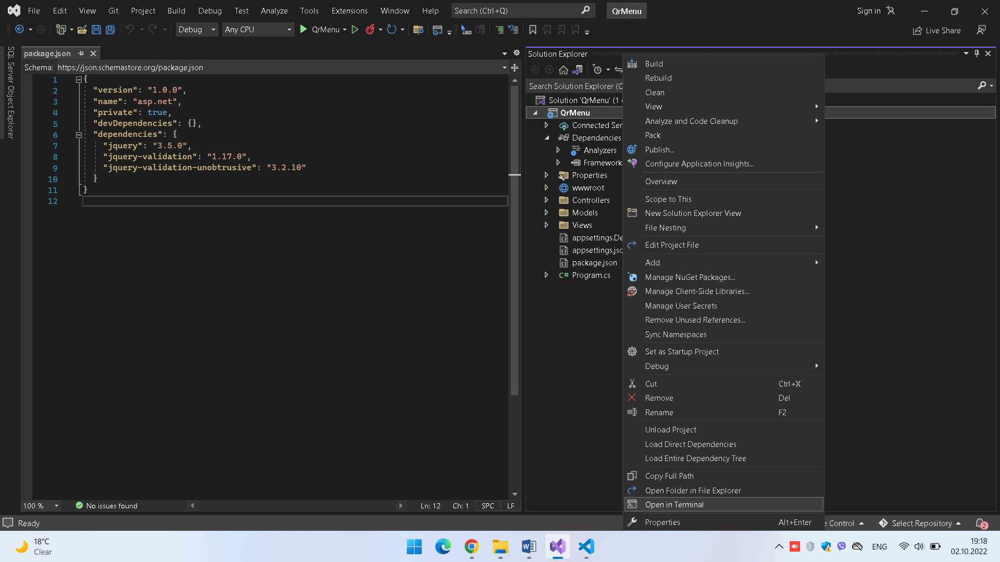 File Edit View Git Project Build Debug Test Analyze Tools Extensions Window Help Search (Ctrl+Q) QrMenu Sign in
Debug Any CPU QrMenu Live Share
SQL Server Object Explorer
package.json
Schema: https://json.schemastore.org/package.json
1 {
2 "version": "1.0.0",
3 "name": "asp.net",
4 "private": true,
5 "devDependencies": {},
6 "dependencies": {
7 "jquery": "3.5.0",
8 "jquery-validation": "1.17.0",
9 "jquery-validation-unobtrusive": "3.2.10"
10 }
11 }
12
100 % No issues found Ln: 12 Ch: 1 SPC LF
Solution Explorer
Search Solution Explorer (C
Solution 'QrMenu' (1
QrMenu
Connected Ser
Dependencies
Analyzers
Framework
Properties
wwwroot
Controllers
Models
Views
appsettings.De
appsettings.jso
package.json
C# Program.cs
Build
Rebuild
Clean
View
Analyze and Code Cleanup
Pack
Publish...
Configure Application Insights...
Overview
Scope to This
New Solution Explorer View
File Nesting
Edit Project File
Add
Manage NuGet Packages...
Manage Client-Side Libraries...
Manage User Secrets
Remove Unused References...
Sync Namespaces
Set as Startup Project
Debug
Cut Ctrl+X
Remove Del
Rename F2
Unload Project
Load Direct Dependencies
Load Entire Dependency Tree
Copy Full Path
Open Folder in File Explorer
Open in Terminal
Properties Alt+Enter
Ready e Control Select Repository 2
18°C
Clear
ENG
19:18
02.10.2022